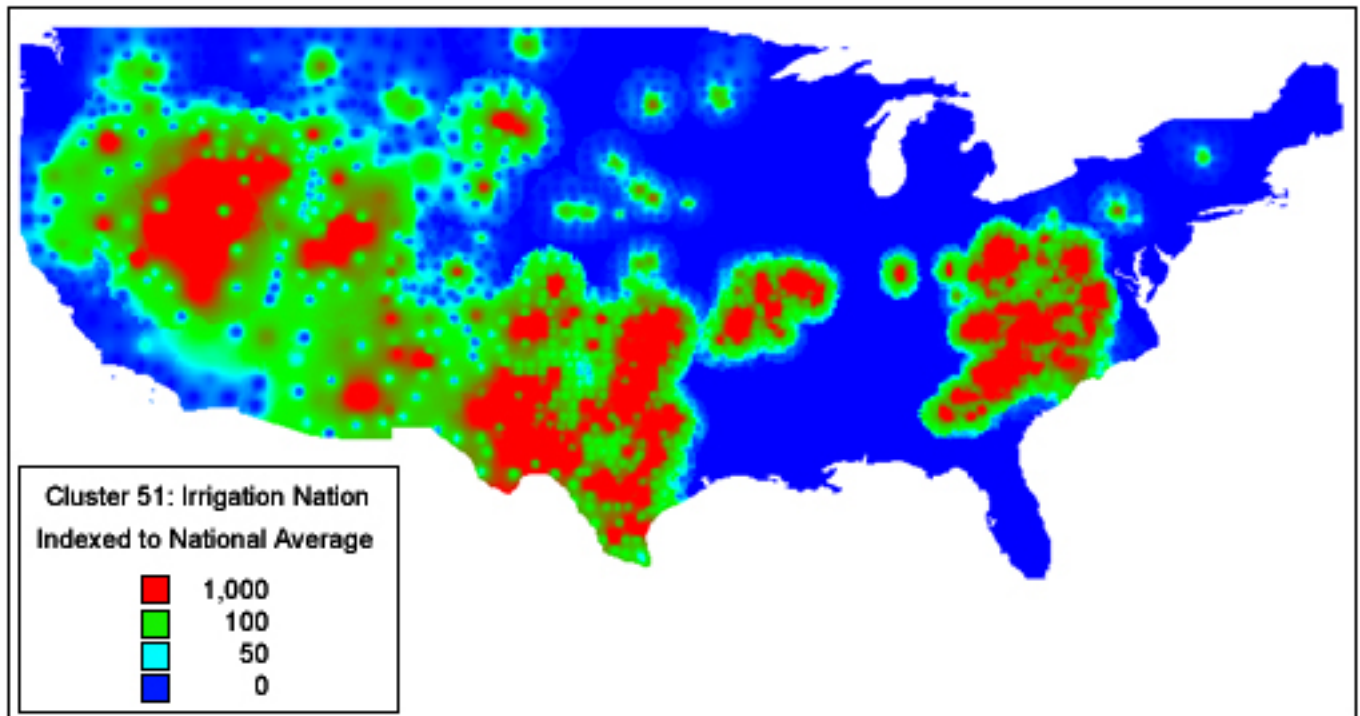 Cluster 51: Irrigation Nation
Indexed to National Average
1,000
100
50
0